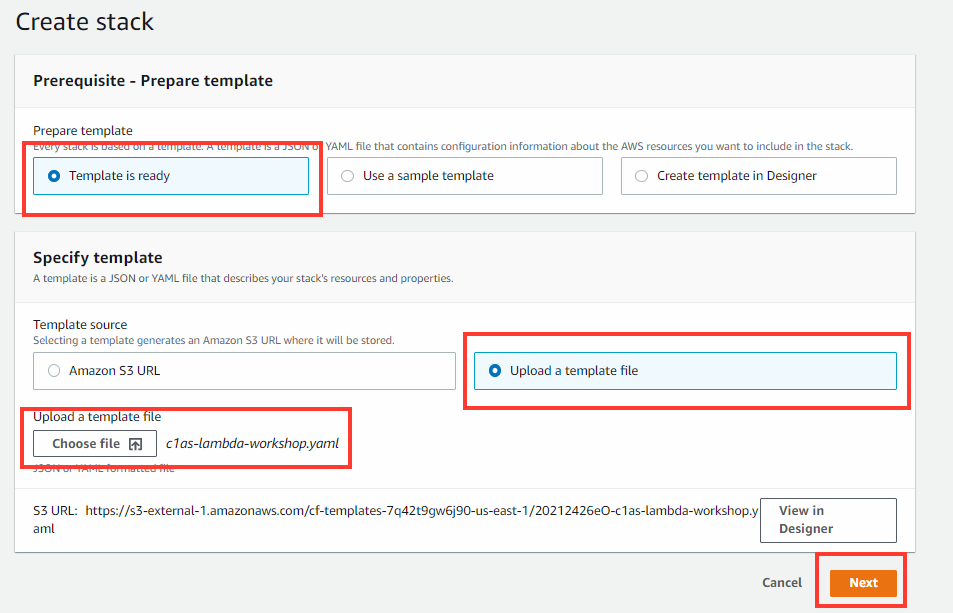 Create stack
Prerequisite - Prepare template
Prepare template
Every stack is based on a template. A template is a JSON or YAML file that contains configuration information about the AWS resources you want to include in the stack.
Template is ready
Use a sample template
Create template in Designer
Specify template
A template is a JSON or YAML file that describes your stack's resources and properties.
Template source
Selecting a template generates an Amazon S3 URL where it will be stored.
Amazon S3 URL
Upload a template file
Upload a template file
Choose file
c1as-lambda-workshop.yaml
JSON or YAML formatted file
S3 URL: https://s3-external-1.amazonaws.com/cf-templates-7q42t9gw6j90-us-east-1/20212426eO-c1as-lambda-workshop.y
aml
View in
Designer
Cancel
Next